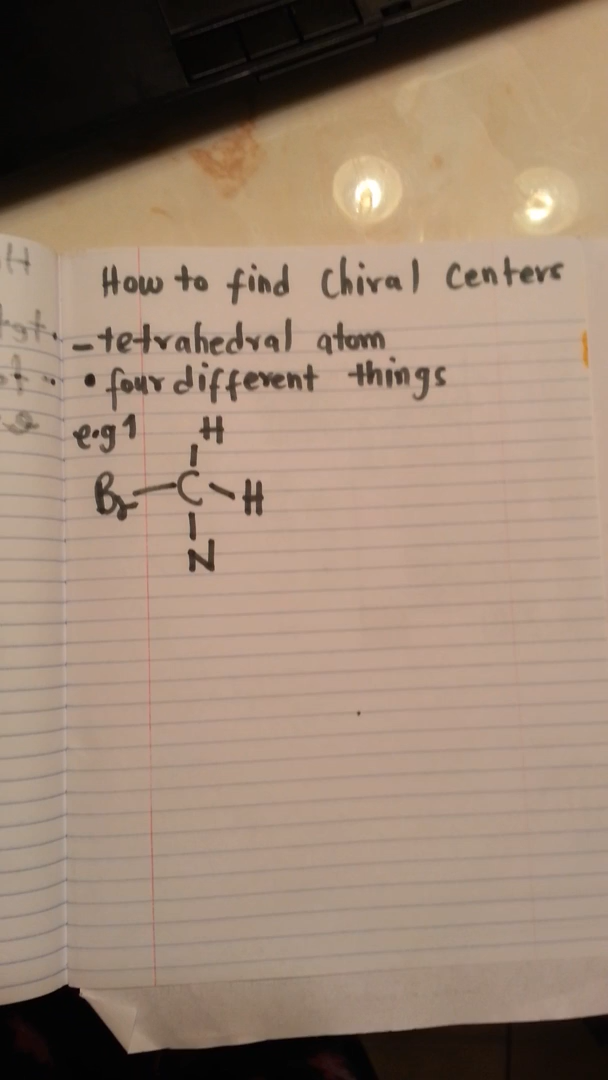 How to find Chiral Centers
- tetrahedral atom
• four different things
e.g 1 H
Br - C - H
N